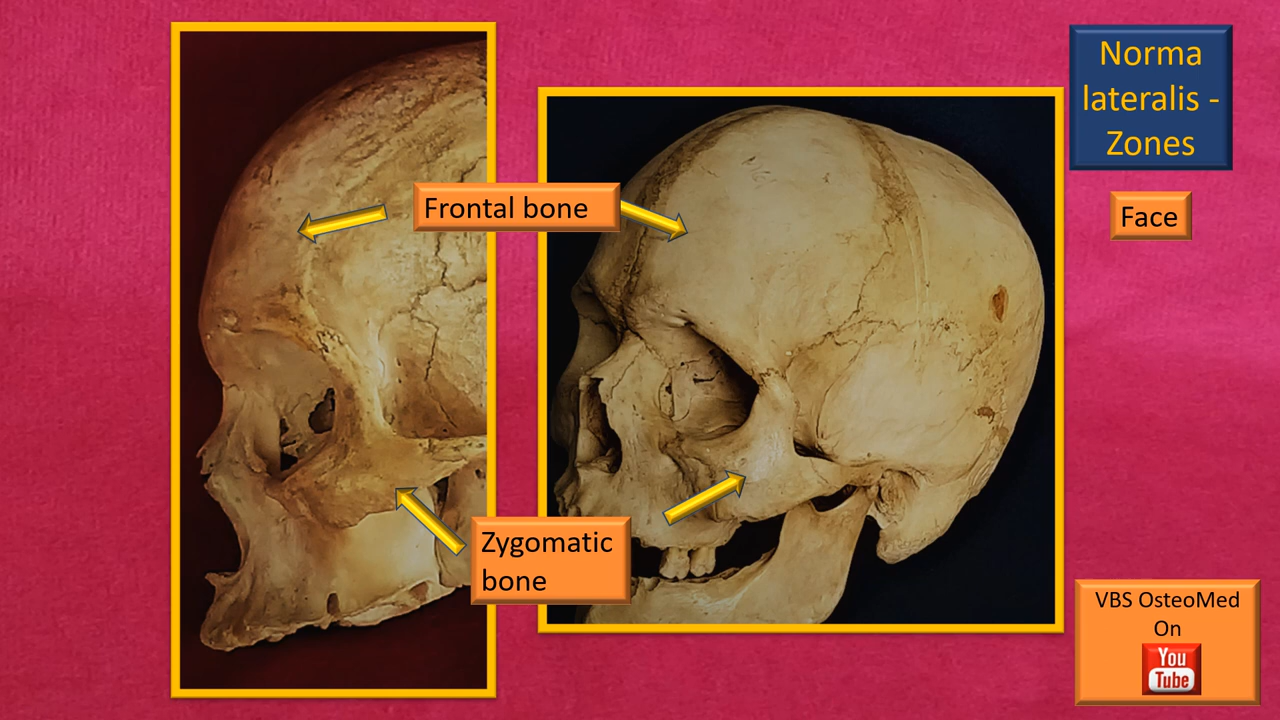 Norma
lateralis -
Zones
Frontal bone
Face
Zygomatic
bone
VBS OsteoMed
On
You
Tube